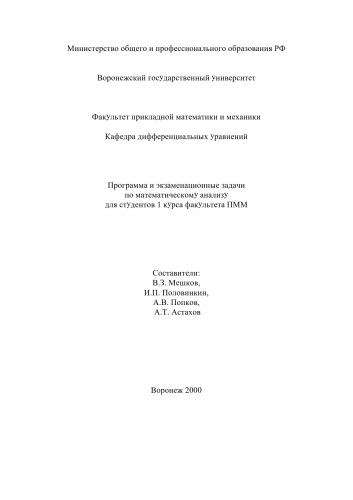 Министерство общего и профессионального образования РФ
Воронежский государственный университет
Факультет прикладной математики и механики
Кафедра дифференциальных уравнений
Программа и экзаменационные задачи
по математическому анализу
для студентов 1 курса факультета ПММ
Составители:
В.З. Мешков,
И.П. Половинкин,
А.В. Попков,
А.Т. Астахов
Воронеж 2000